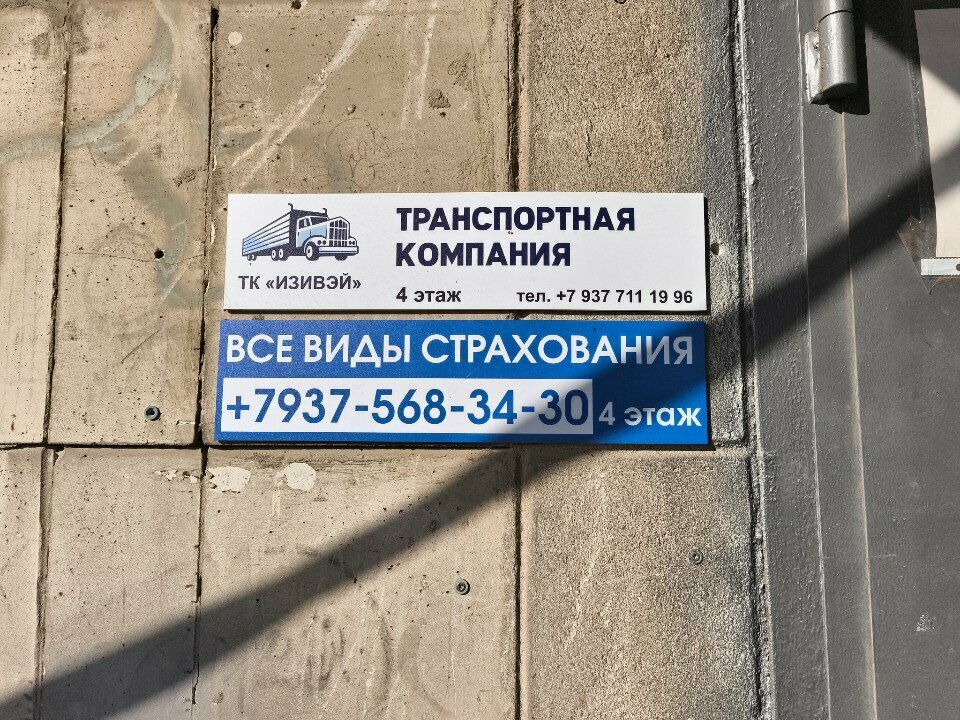 ТРАНСПОРТНАЯ
КОМПАНИЯ
ТК «ИЗИВЭЙ»
4 этаж тел. +7 937 711 19 96
ВСЕ ВИДЫ СТРАХОВАНИЯ
+7937-568-34-30 4 этаж